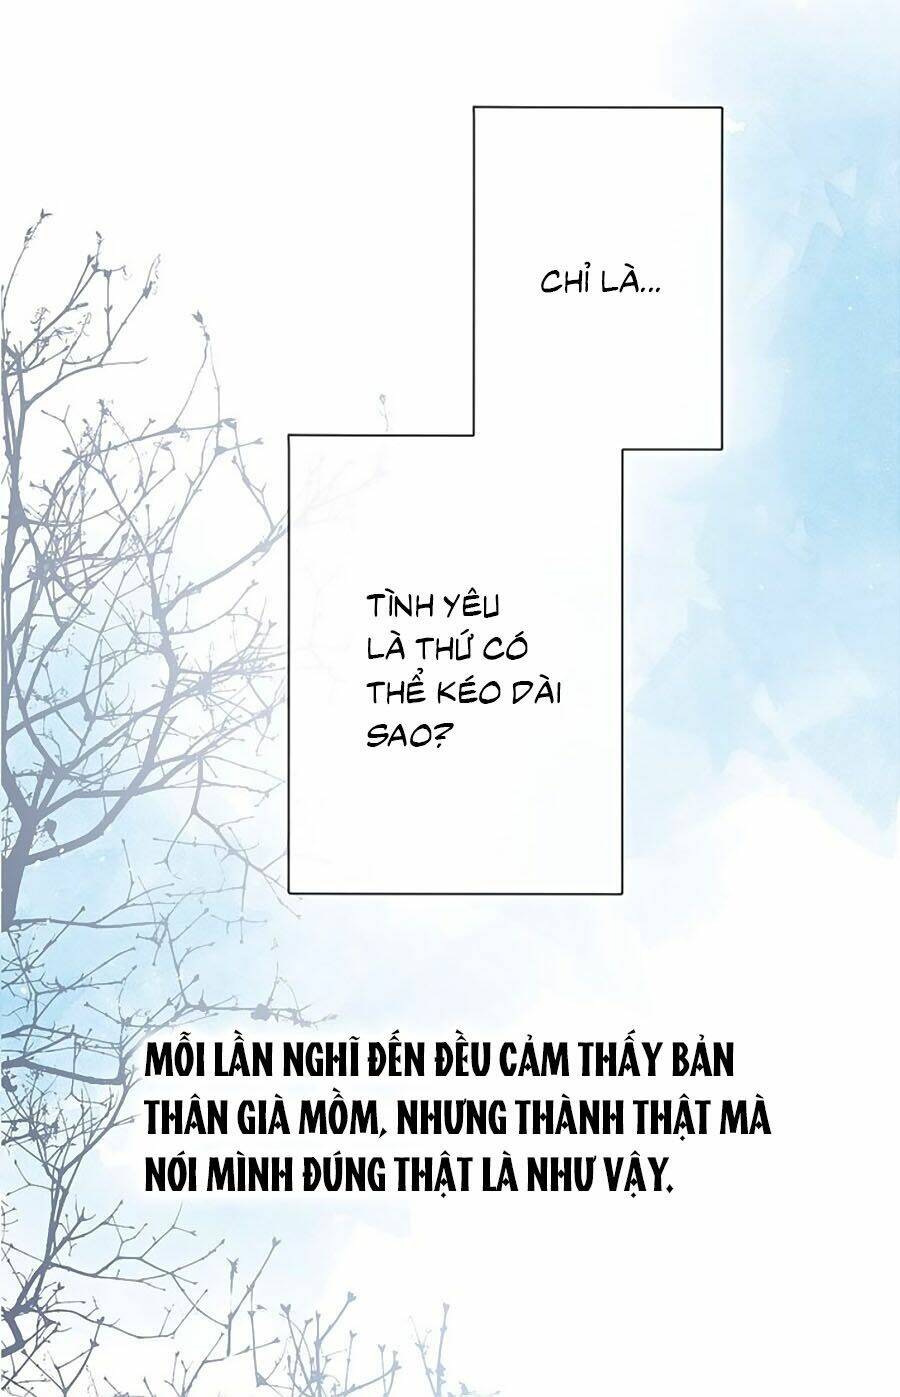 CHỈ LÀ...
TÌNH YÊU
LÀ THỨ CÓ
THỂ KÉO DÀI
SAO?
MỖI LẦN NGHĨ ĐẾN ĐỀU CẢM THẤY BẢN
THÂN GIÀ MỒM, NHƯNG THÀNH THẬT MÀ
NÓI MÌNH ĐÚNG THẬT LÀ NHƯ VẬY.